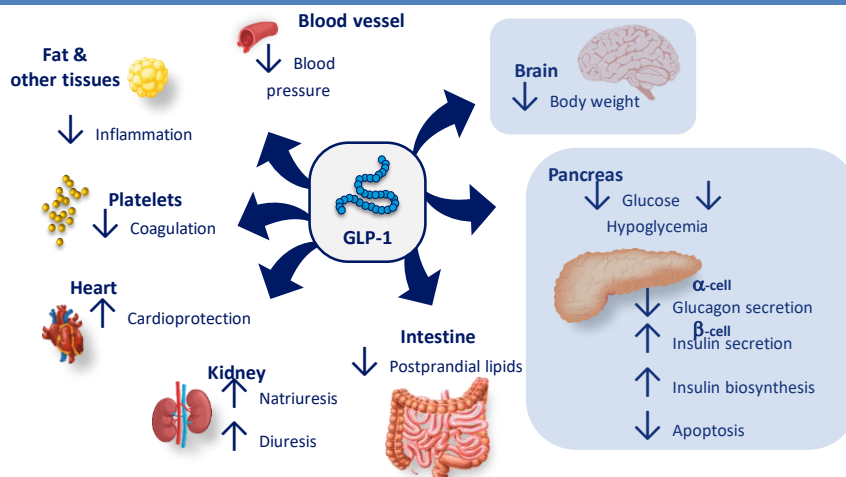 Blood vessel
↓ Blood
pressure
Fat &
other tissues
↓ Inflammation
Platelets
↓ Coagulation
Heart
↑ Cardioprotection
Kidney
↑ Natriuresis
↑ Diuresis
GLP-1
Intestine
↓ Postprandial lipids
Brain
↓ Body weight
Pancreas
↓ Glucose ↓
Hypoglycemia
α-cell
↓ Glucagon secretion
β-cell
↑ Insulin secretion
↑ Insulin biosynthesis
↓ Apoptosis